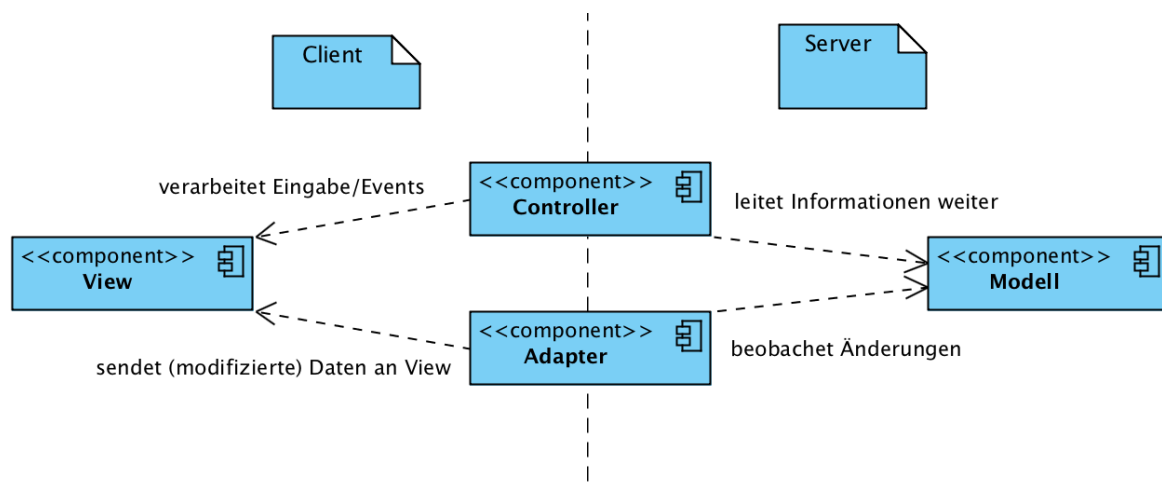 Client
Server
<<component>>
Controller
verarbeitet Eingabe/Events
leitet Informationen weiter
<<component>>
View
<<component>>
Modell
<<component>>
Adapter
sendet (modifizierte) Daten an View
beobachet Änderungen